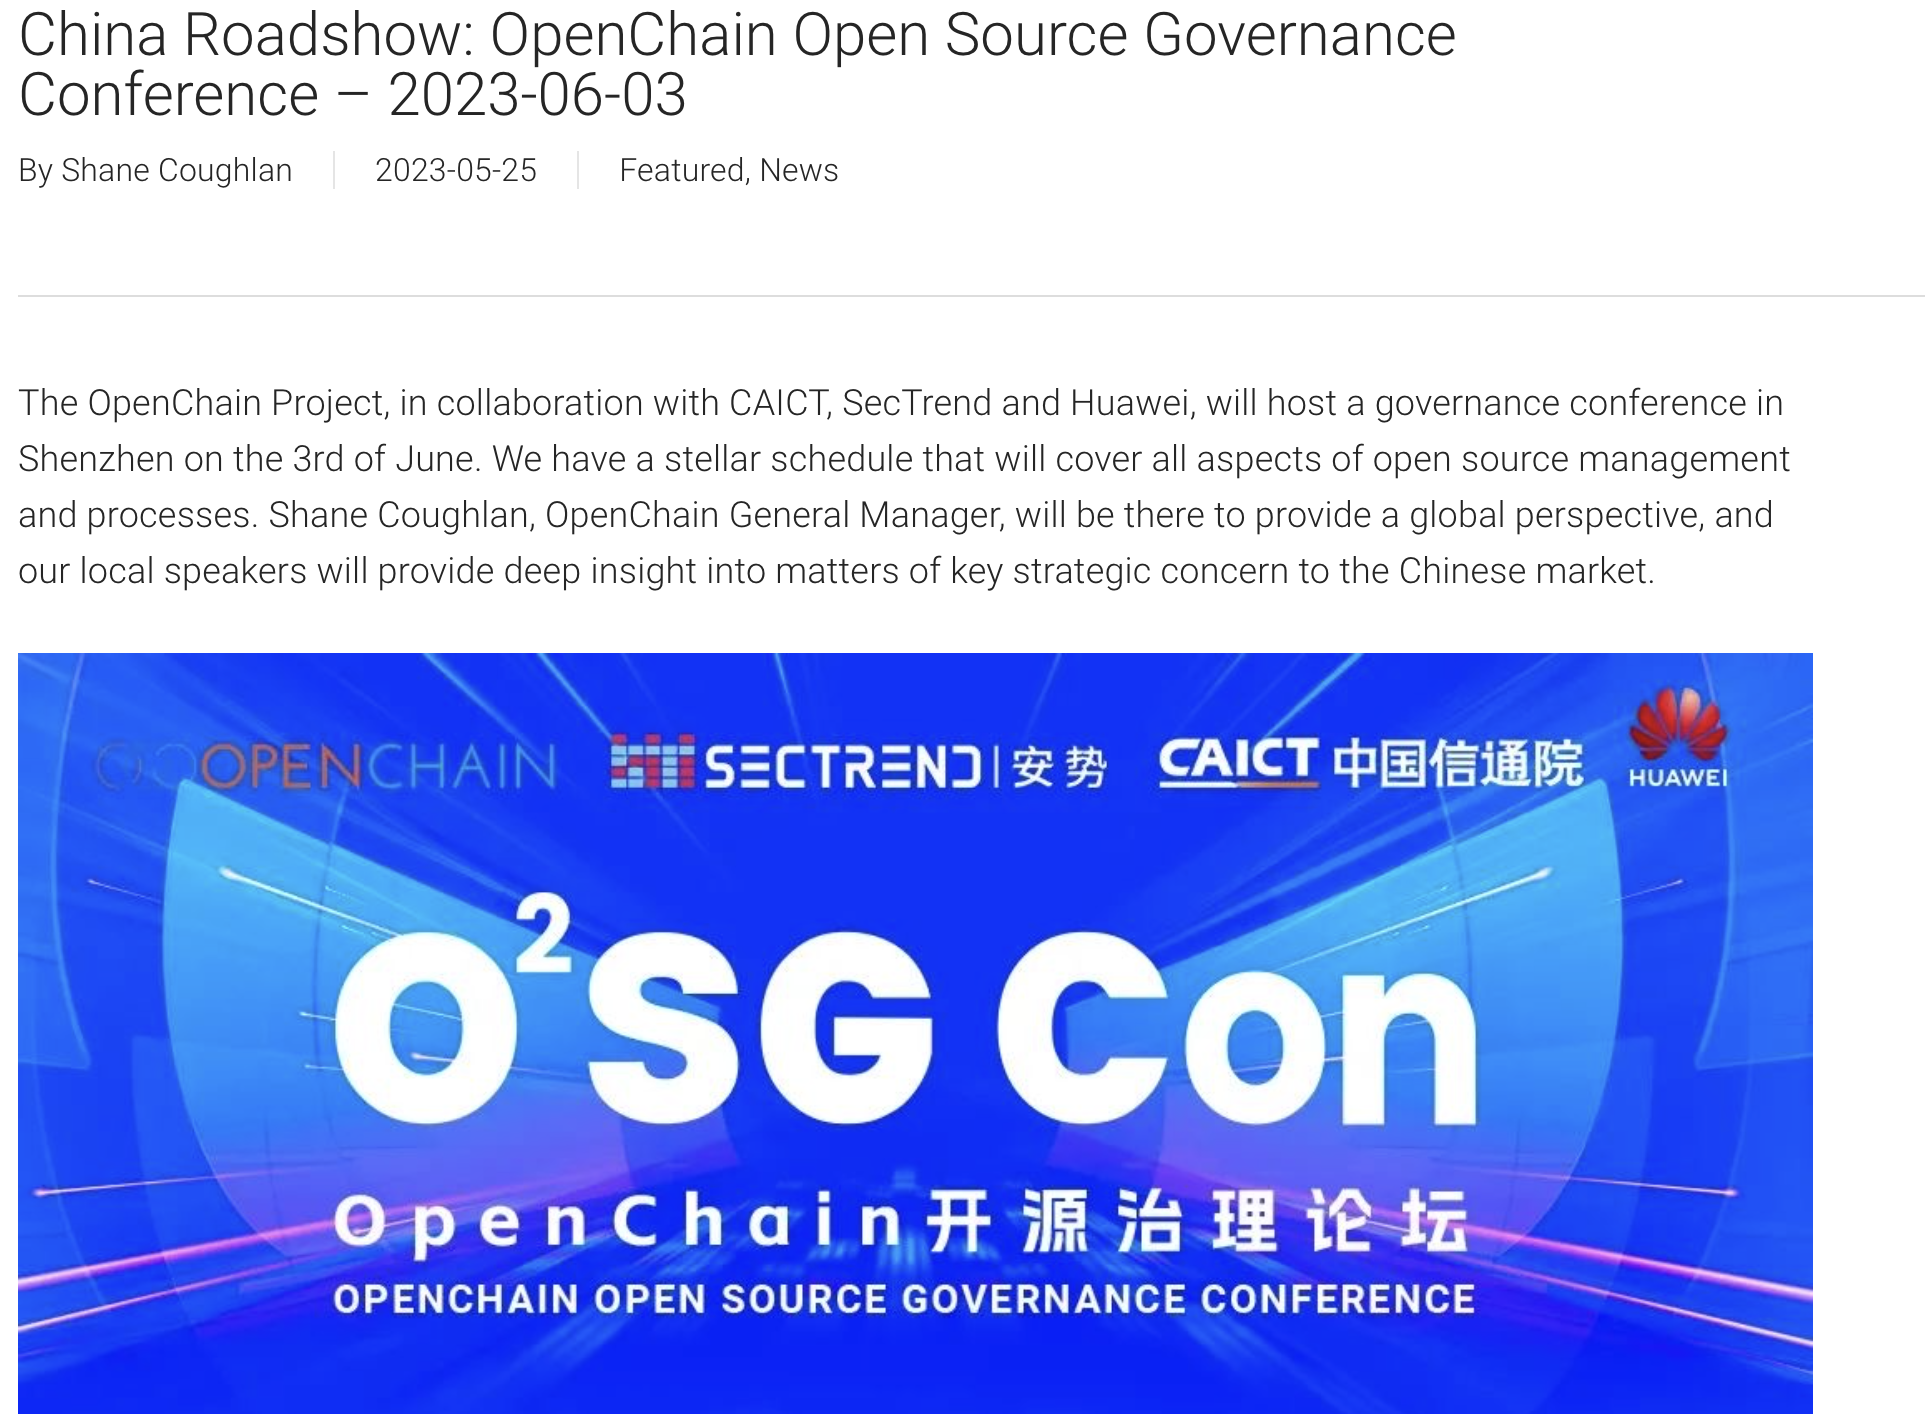 China Roadshow: OpenChain Open Source Governance
Conference – 2023-06-03
By Shane Coughlan 2023-05-25 Featured, News
The OpenChain Project, in collaboration with CAICT, SecTrend and Huawei, will host a governance conference in
Shenzhen on the 3rd of June. We have a stellar schedule that will cover all aspects of open source management
and processes. Shane Coughlan, OpenChain General Manager, will be there to provide a global perspective, and
our local speakers will provide deep insight into matters of key strategic concern to the Chinese market.
OPENCHAIN SECTREND | 安势 CAICT 中国信通院 HUAWEI
O²SG Con
OpenChain开源治理论坛
OPENCHAIN OPEN SOURCE GOVERNANCE CONFERENCE